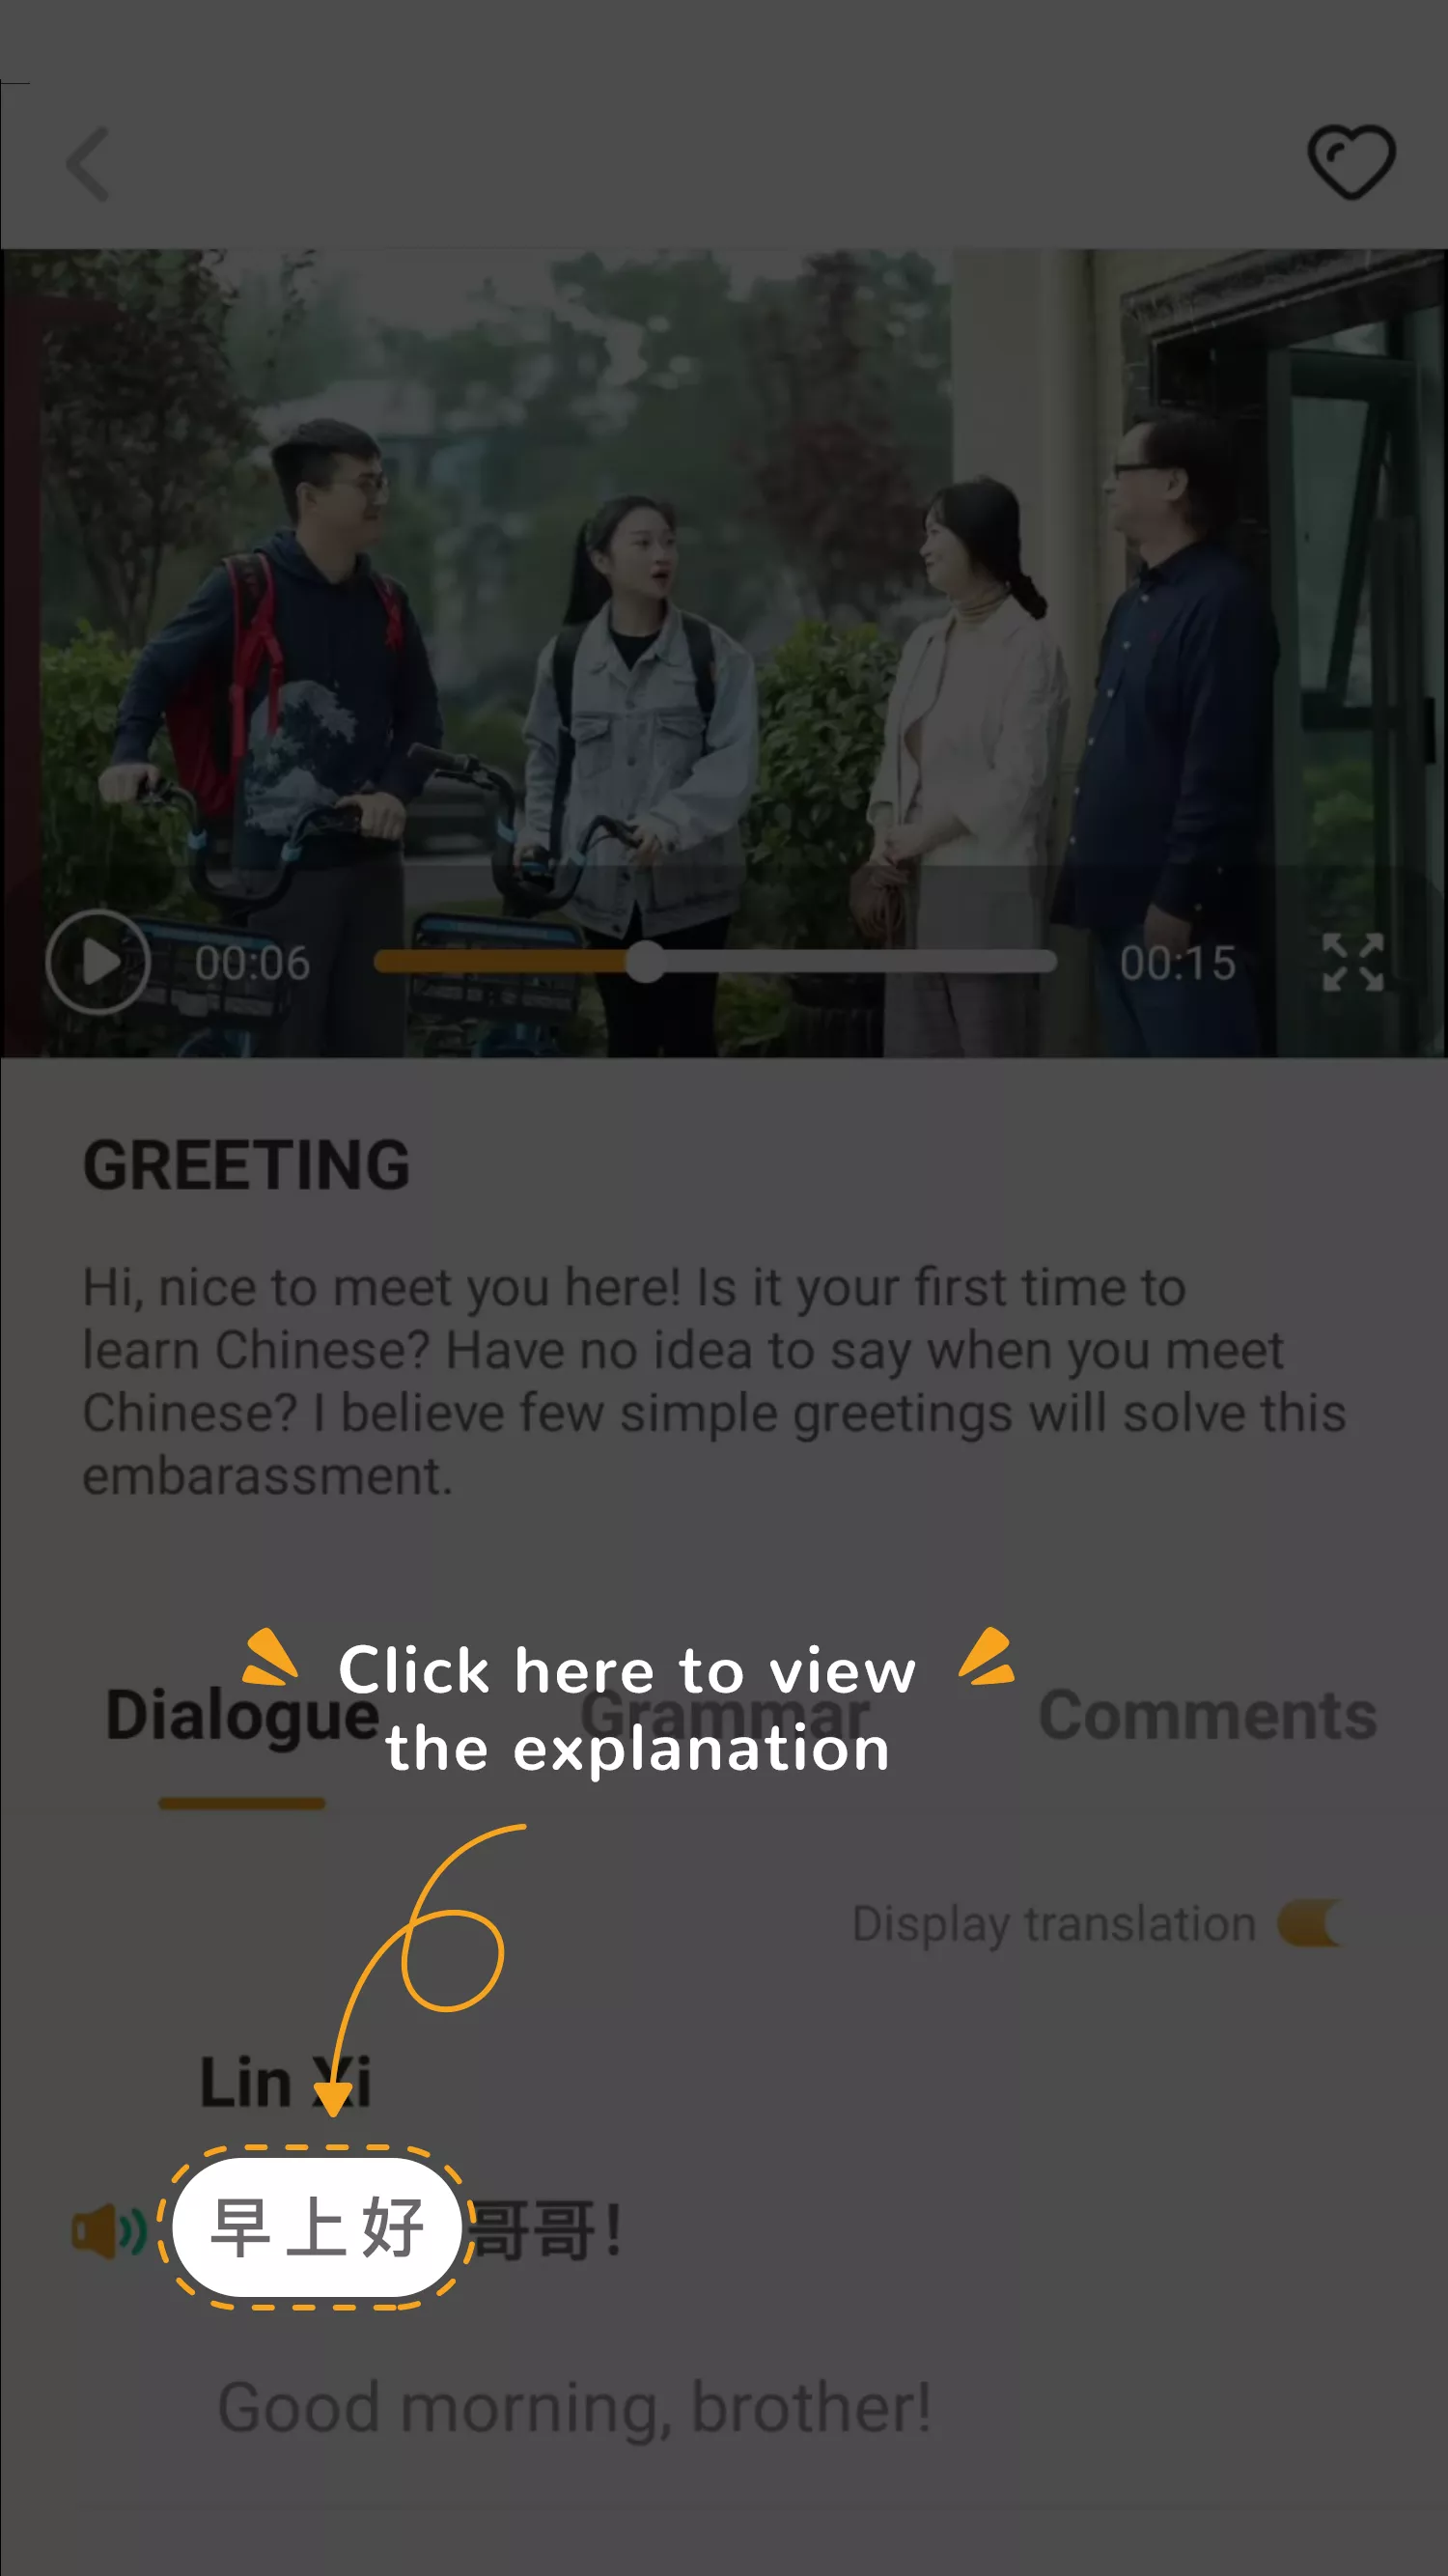 00:06
00:15
GREETING
Hi, nice to meet you here! Is it your first time to
learn Chinese? Have no idea to say when you meet
Chinese? I believe few simple greetings will solve this
embarassment.
Click here to view
the explanation
Dialogue Grammar Comments
Display translation
Lin Xi
早上好哥哥!
Good morning, brother!